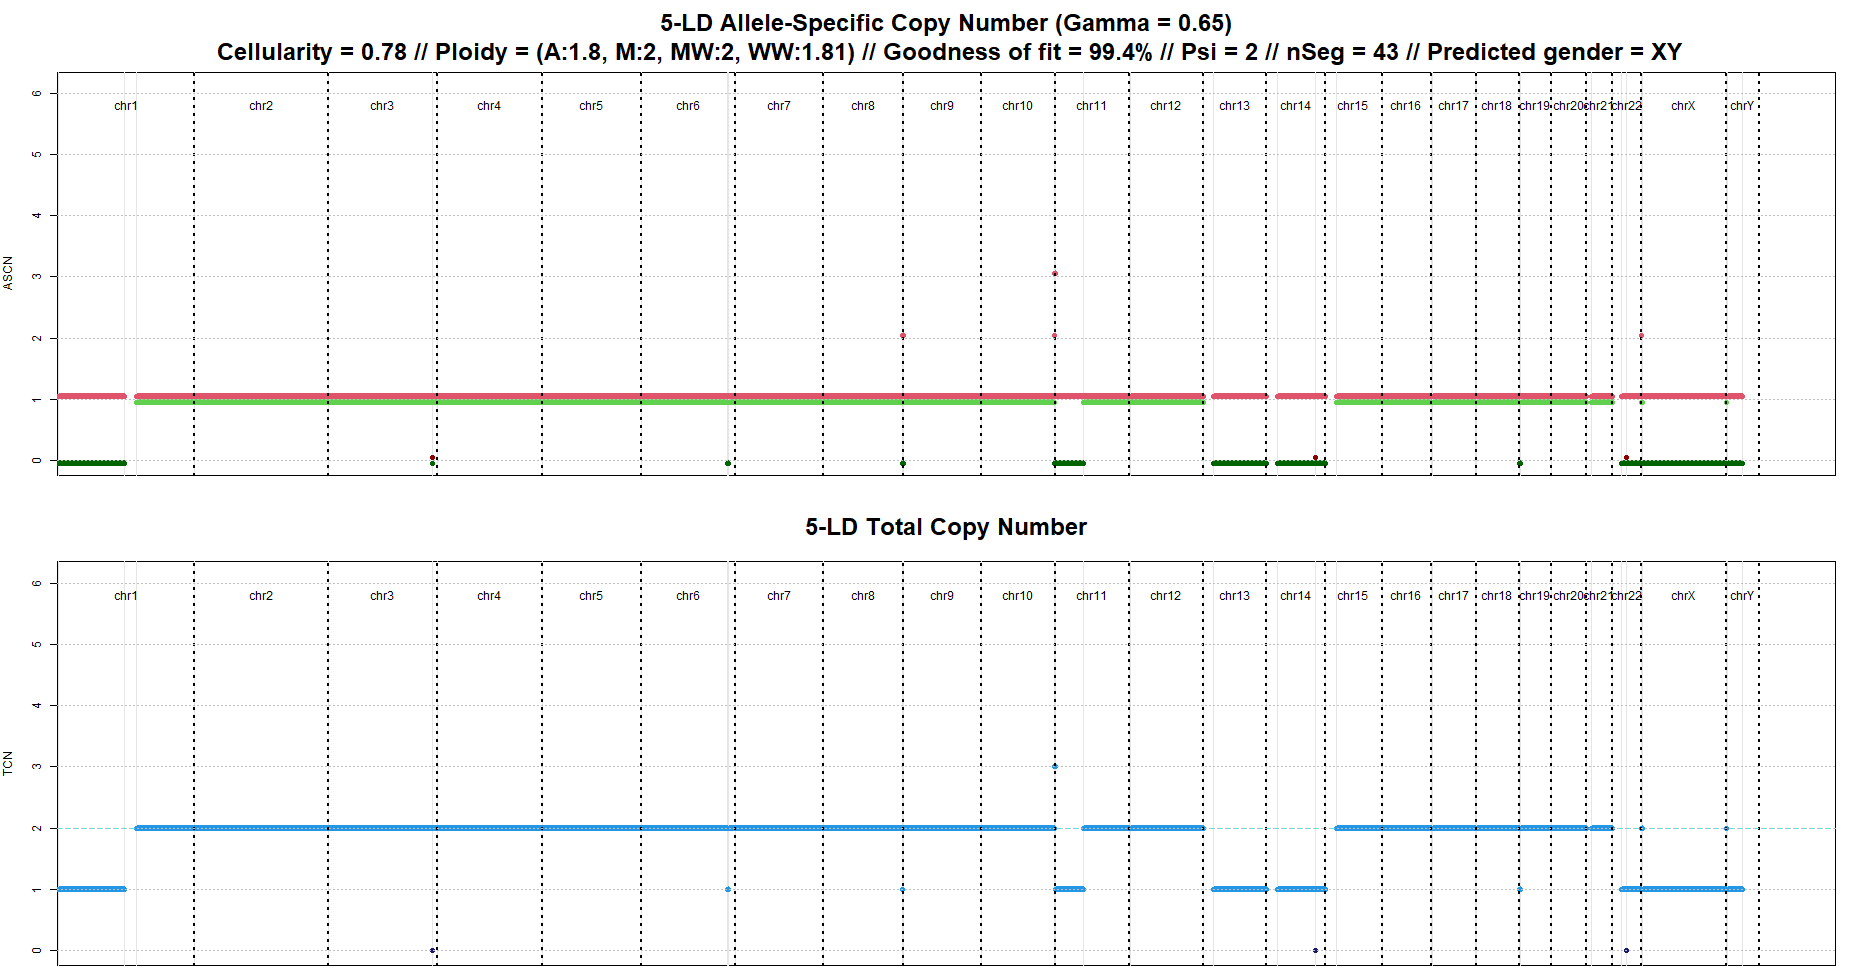 5-LD Allele-Specific Copy Number (Gamma = 0.65)
Cellularity = 0.78 // Ploidy = (A:1.8, M:2, MW:2, WW:1.81) // Goodness of fit = 99.4% // Psi = 2 // nSeg = 43 // Predicted gender = XY
chr1 chr2 chr3 chr4 chr5 chr6 chr7 chr8 chr9 chr10 chr11 chr12 chr13 chr14 chr15 chr16 chr17 chr18 chr19 chr20 chr21 chr22 chrX chrY
6
5
4
3
2
1
0
ASCN
5-LD Total Copy Number
chr1 chr2 chr3 chr4 chr5 chr6 chr7 chr8 chr9 chr10 chr11 chr12 chr13 chr14 chr15 chr16 chr17 chr18 chr19 chr20 chr21 chr22 chrX chrY
6
5
4
3
2
1
0
TCN